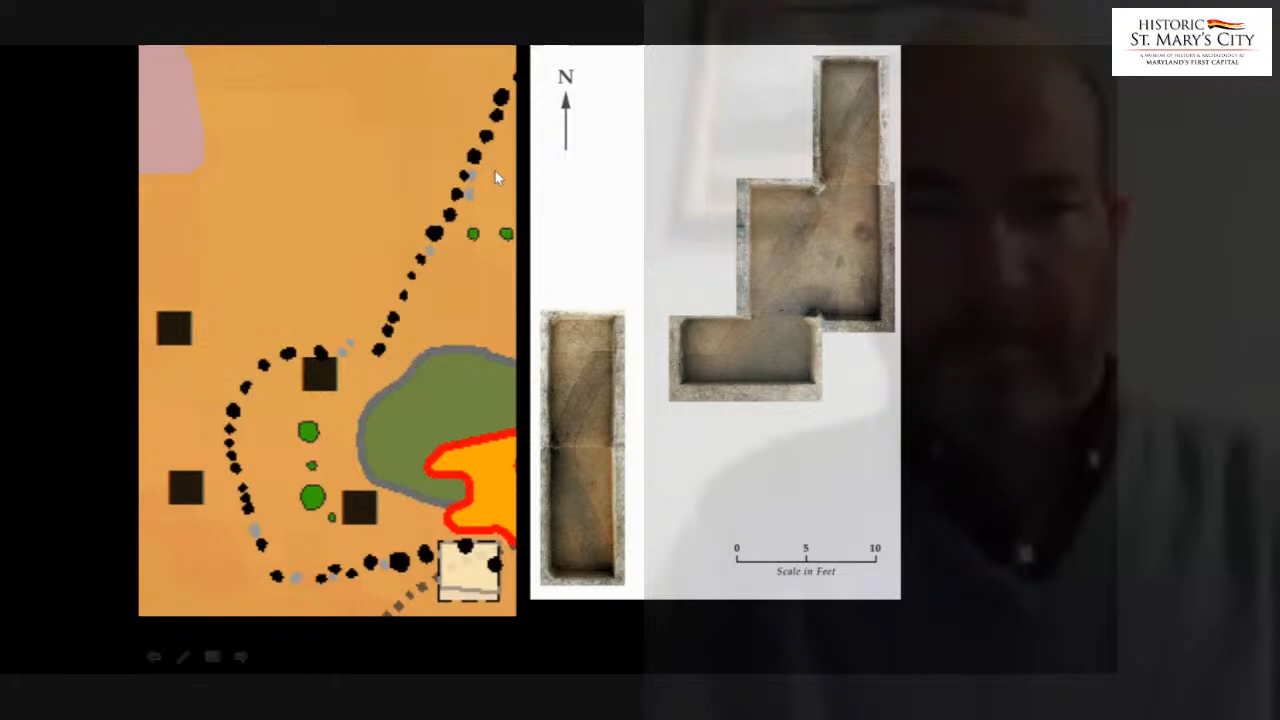 HISTORIC
ST. MARY'S CITY
A MUSEUM OF HISTORY & ARCHAEOLOGY AT
MARYLAND'S FIRST CAPITAL
N
0 5 10
Scale in Feet